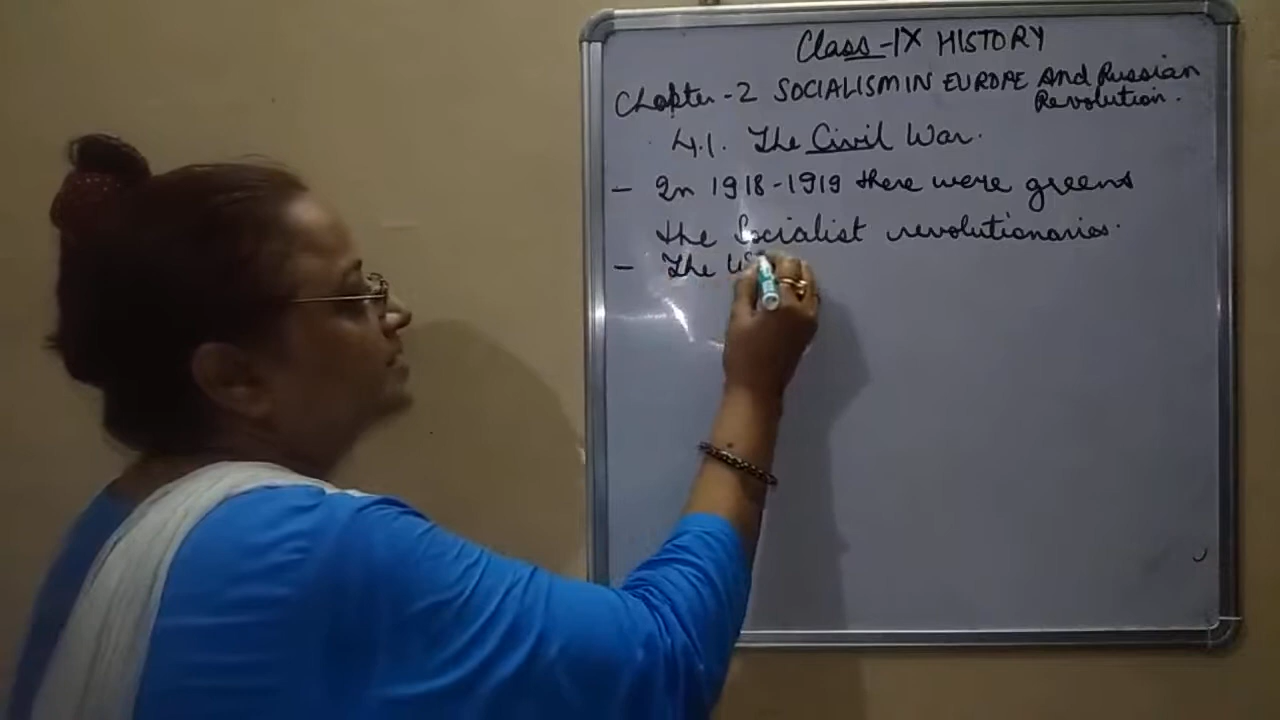 Class-IX HISTORY
Chapter-2 SOCIALISM IN EUROPE And Russian
Revolution.
4.1. The Civil War.
- In 1918-1919 there were greens
the Socialist revolutionaries.
- The